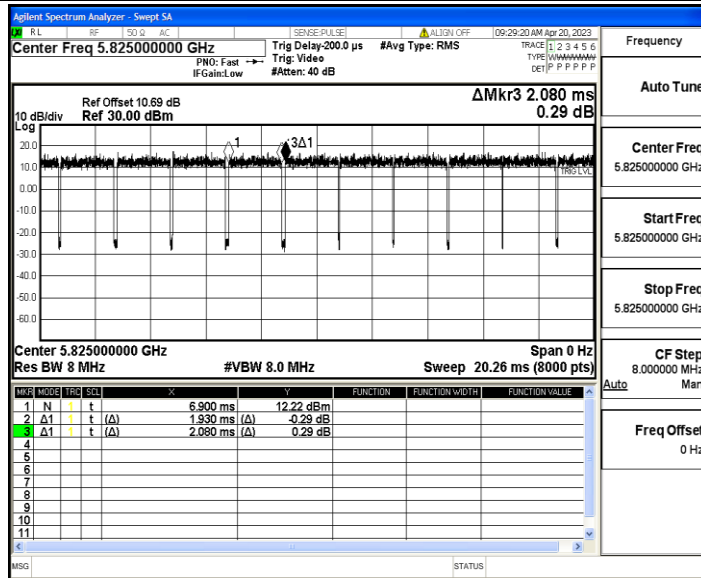 Agilent Spectrum Analyzer - Swept SA
RL RF 50 Ω AC SENSE:PULSE ALIGN OFF 09:29:20 AM Apr 20, 2023
Center Freq 5.825000000 GHz
PNO: Fast
IFGain:Low
Trig Delay-200.0 µs
Trig: Video
#Atten: 40 dB
#Avg Type: RMS
TRACE 1 2 3 4 5 6
TYPE
DET P P P P P P
ΔMkr3 2.080 ms
0.29 dB
Ref Offset 10.69 dB
10 dB/div Ref 30.00 dBm
Log
20.0
10.0
0.00
-10.0
-20.0
-30.0
-40.0
-50.0
-60.0
1
3Δ1
TRIG LVL
Center 5.825000000 GHz Span 0 Hz
Res BW 8 MHz #VBW 8.0 MHz Sweep 20.26 ms (8000 pts)
MKR MODE TRC SCL X Y FUNCTION FUNCTION WIDTH FUNCTION VALUE
1 N 1 t 6.900 ms 12.22 dBm
2 Δ1 1 t (Δ) 1.930 ms (Δ) -0.29 dB
3 Δ1 1 t (Δ) 2.080 ms (Δ) 0.29 dB
4
5
6
7
8
9
10
11
MSG STATUS
Frequency
Auto Tune
Center Freq
5.825000000 GHz
Start Freq
5.825000000 GHz
Stop Freq
5.825000000 GHz
CF Step
8.000000 MHz
Auto Man
Freq Offset
0 Hz